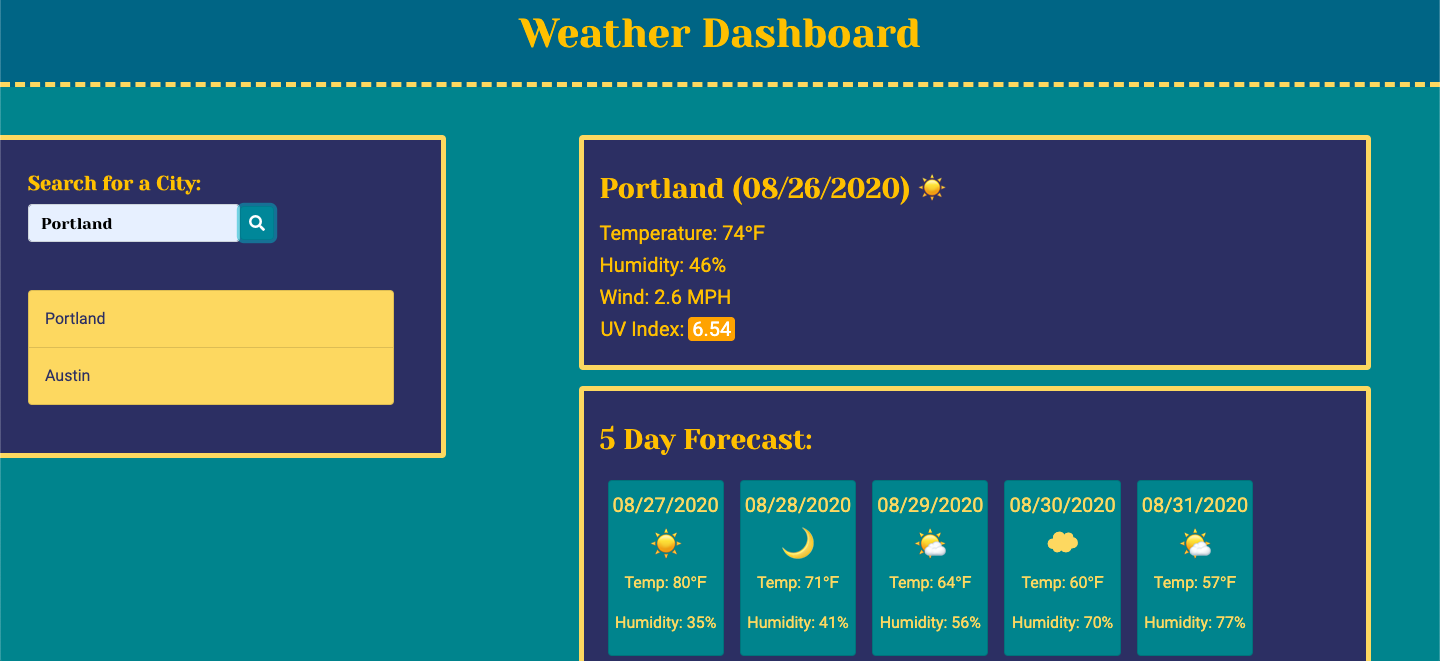 Weather Dashboard
Search for a City:
Portland
Portland
Austin
Portland (08/26/2020)
Temperature: 74°F
Humidity: 46%
Wind: 2.6 MPH
UV Index: 6.54
5 Day Forecast:
08/27/2020
Temp: 80°F
Humidity: 35%
08/28/2020
Temp: 71°F
Humidity: 41%
08/29/2020
Temp: 64°F
Humidity: 56%
08/30/2020
Temp: 60°F
Humidity: 70%
08/31/2020
Temp: 57°F
Humidity: 77%